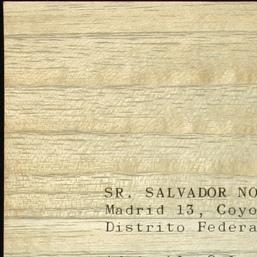 SR. SALVADOR NO
Madrid 13, Coyo
Distrito Federa